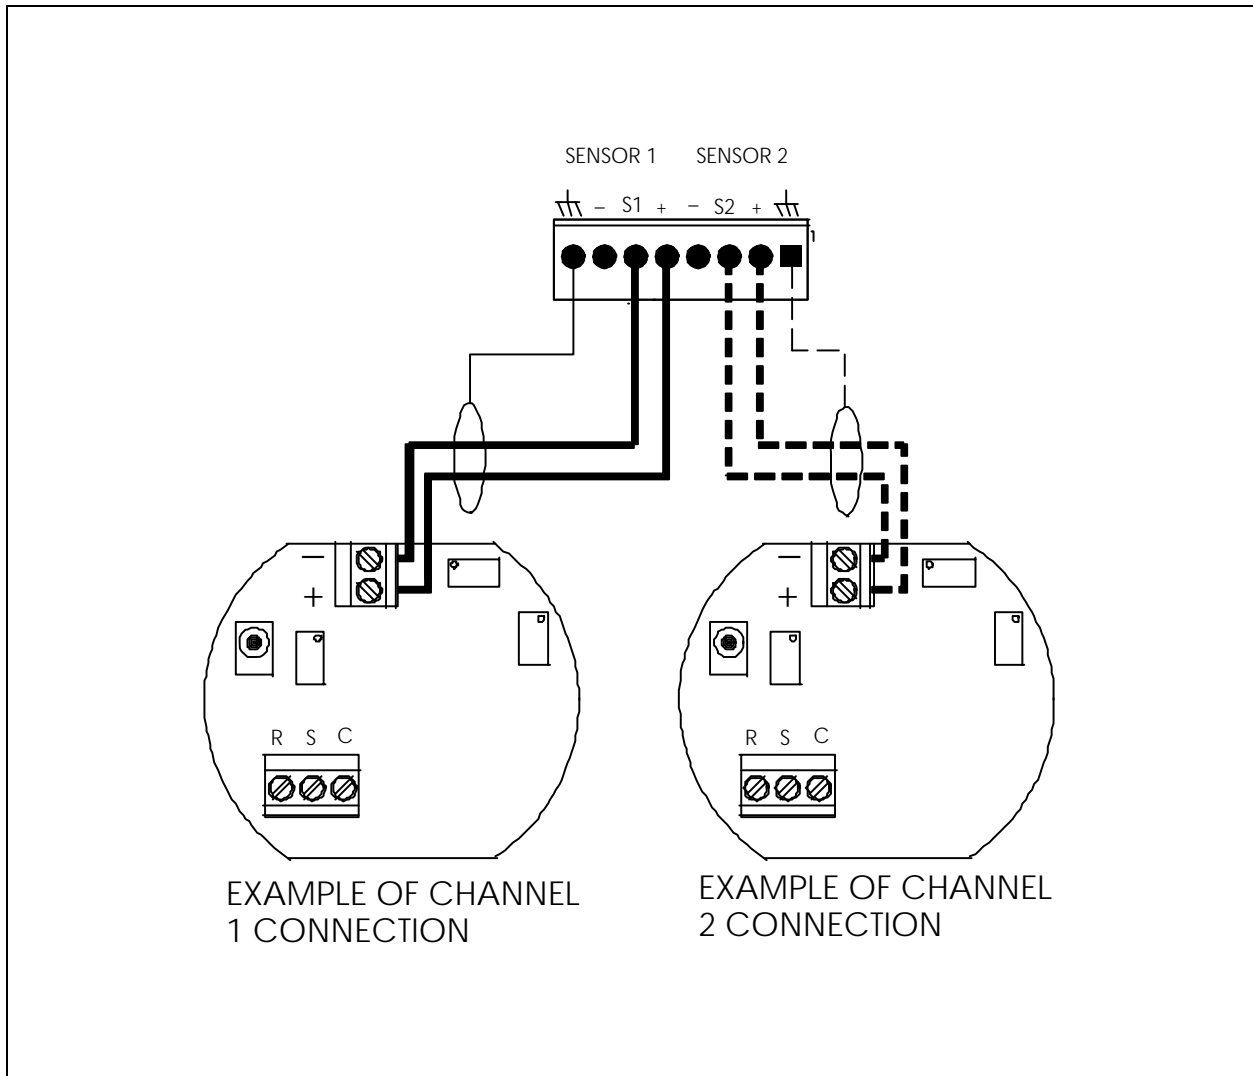 SENSOR 1 SENSOR 2
– S1 + – S2 +
1
– –
+ +
R S C R S C
EXAMPLE OF CHANNEL
1 CONNECTION
EXAMPLE OF CHANNEL
2 CONNECTION